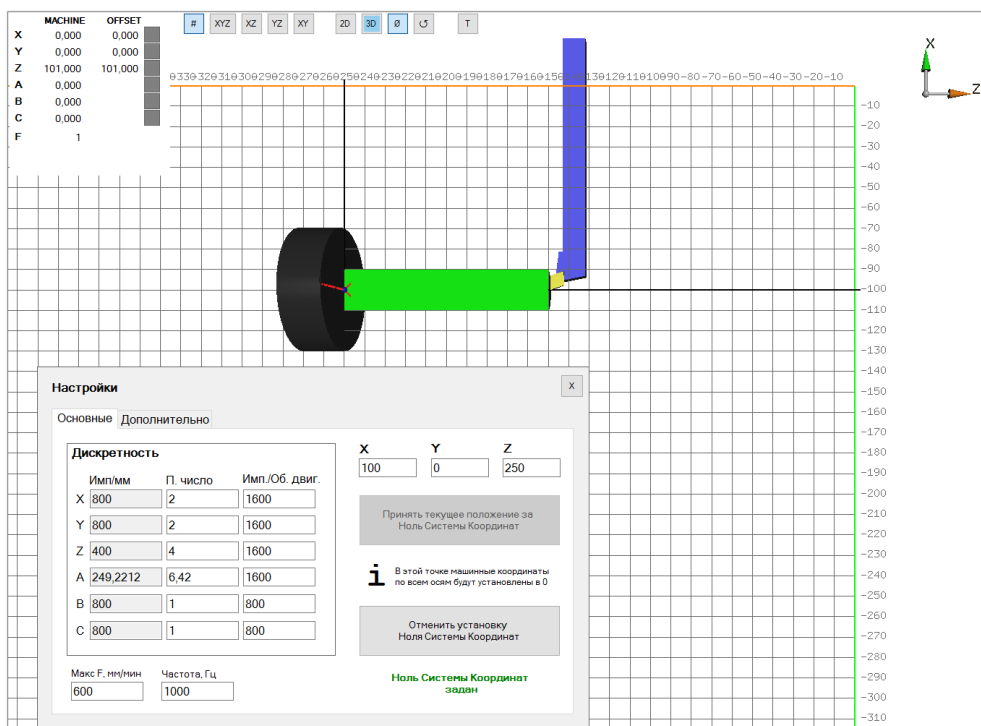 MACHINE OFFSET
X 0,000 0,000
Y 0,000 0,000
Z 101,000 101,000
A 0,000
B 0,000
C 0,000
F 1
# XYZ XZ YZ XY 2D 3D Ø ↺ T
X
Z
-10
-20
-30
-40
-50
-60
-70
-80
-90
-100
-110
-120
-130
-140
-150
-160
-170
-180
-190
-200
-210
-220
-230
-240
-250
-260
-270
-280
-290
-300
-310
Настройки
X
Основные Дополнительно
Дискретность
Имп/мм П. число Имп./Об. двиг.
X 800 2 1600
Y 800 2 1600
Z 400 4 1600
A 249,2212 6,42 1600
B 800 1 800
C 800 1 800
Макс F, мм/мин Частота, Гц
600 1000
X Y Z
100 0 250
Принять текущее положение за
Ноль Системы Координат
i В этой точке машинные координаты
по всем осям будут установлены в 0
Отменить установку
Ноля Системы Координат
Ноль Системы Координат
задан